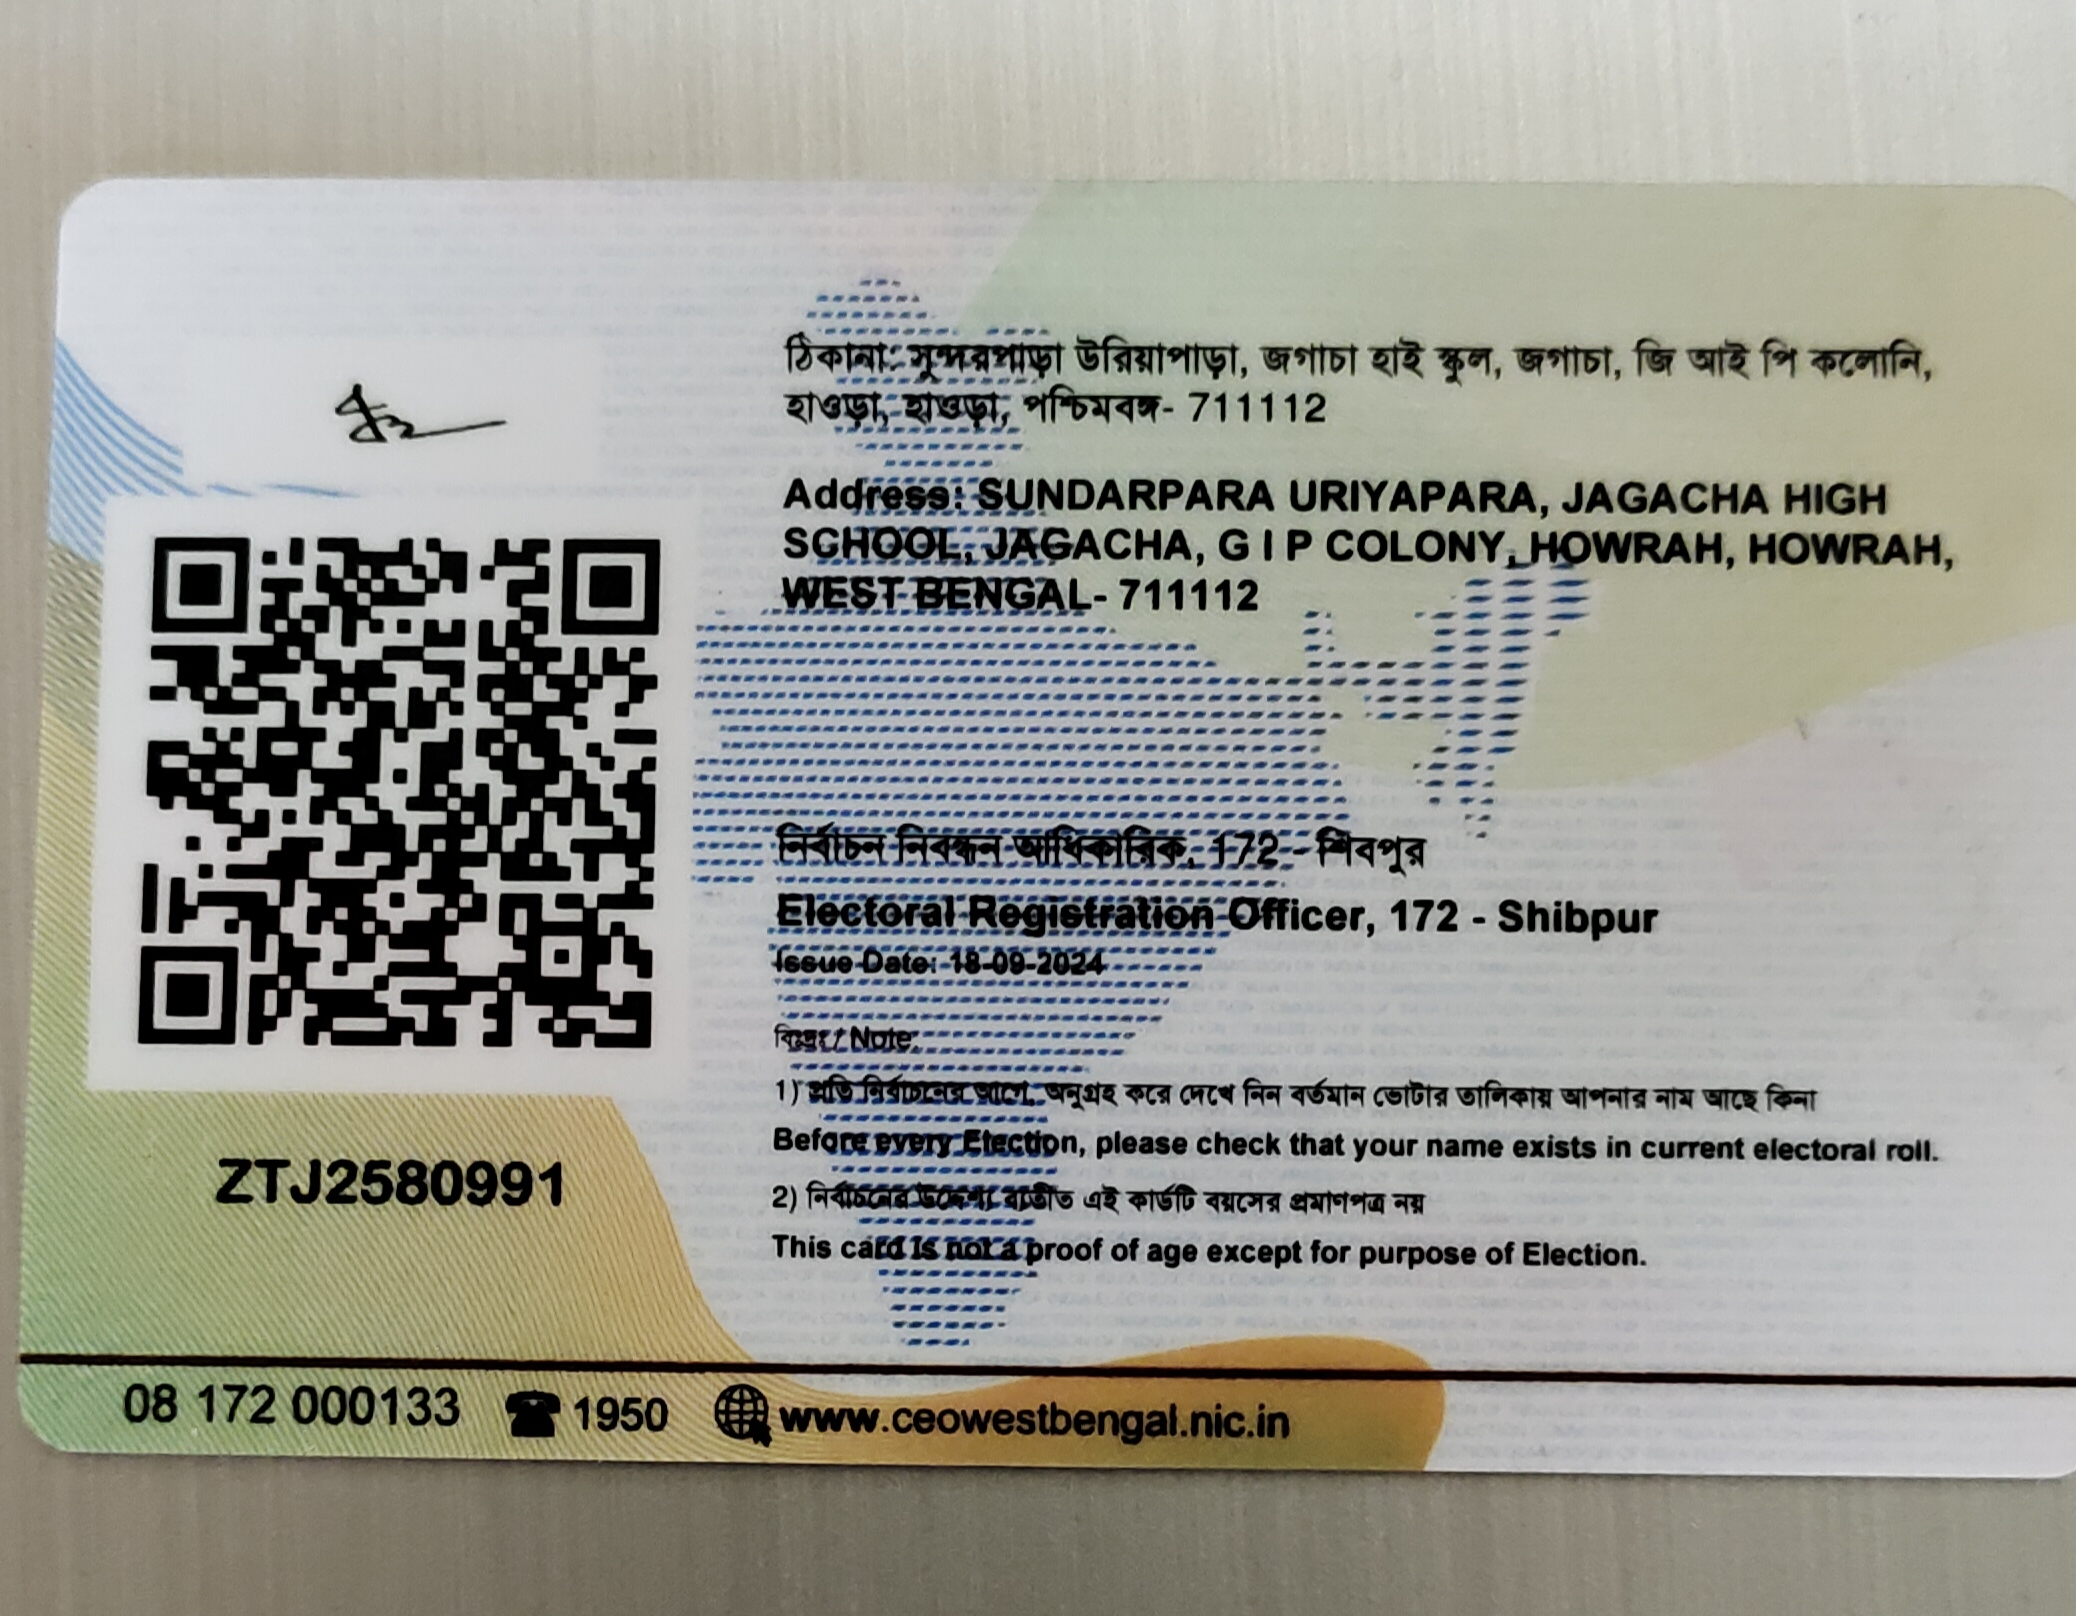 ঠিকানা: সুন্দরপাড়া উরিয়াপাড়া, জগাচা হাই স্কুল, জগাচা, জি আই পি কলোনি,
হাওড়া, হাওড়া, পশ্চিমবঙ্গ- 711112
Address: SUNDARPARA URIYAPARA, JAGACHA HIGH
SCHOOL, JAGACHA, G I P COLONY, HOWRAH, HOWRAH,
WEST BENGAL- 711112
নির্বাচন নিবন্ধন আধিকারিক, 172 - শিবপুর
Electoral Registration Officer, 172 - Shibpur
Issue Date: 18-09-2024
বিঃদ্রঃ / Note:
1) প্রতি নির্বাচনের আগে, অনুগ্রহ করে দেখে নিন বর্তমান ভোটার তালিকায় আপনার নাম আছে কিনা
Before every Election, please check that your name exists in current electoral roll.
2) নির্বাচনের উদ্দেশ্য ব্যতীত এই কার্ডটি বয়সের প্রমাণপত্র নয়
This card is not a proof of age except for purpose of Election.
ZTJ2580991
08 172 000133 1950 www.ceowestbengal.nic.in